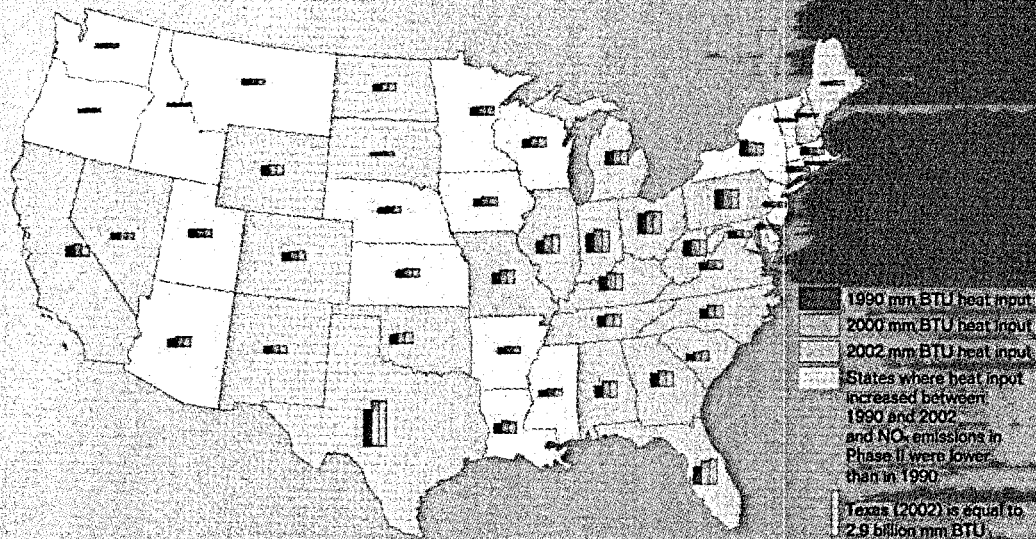 1990 mm BTU heat input
2000 mm BTU heat input
2002 mm BTU heat input
States where heat input
increased between
1990 and 2002
and NOx emissions in
Phase II were lower
than in 1990.
Texas (2002) is equal to
2.9 billion mm BTU.